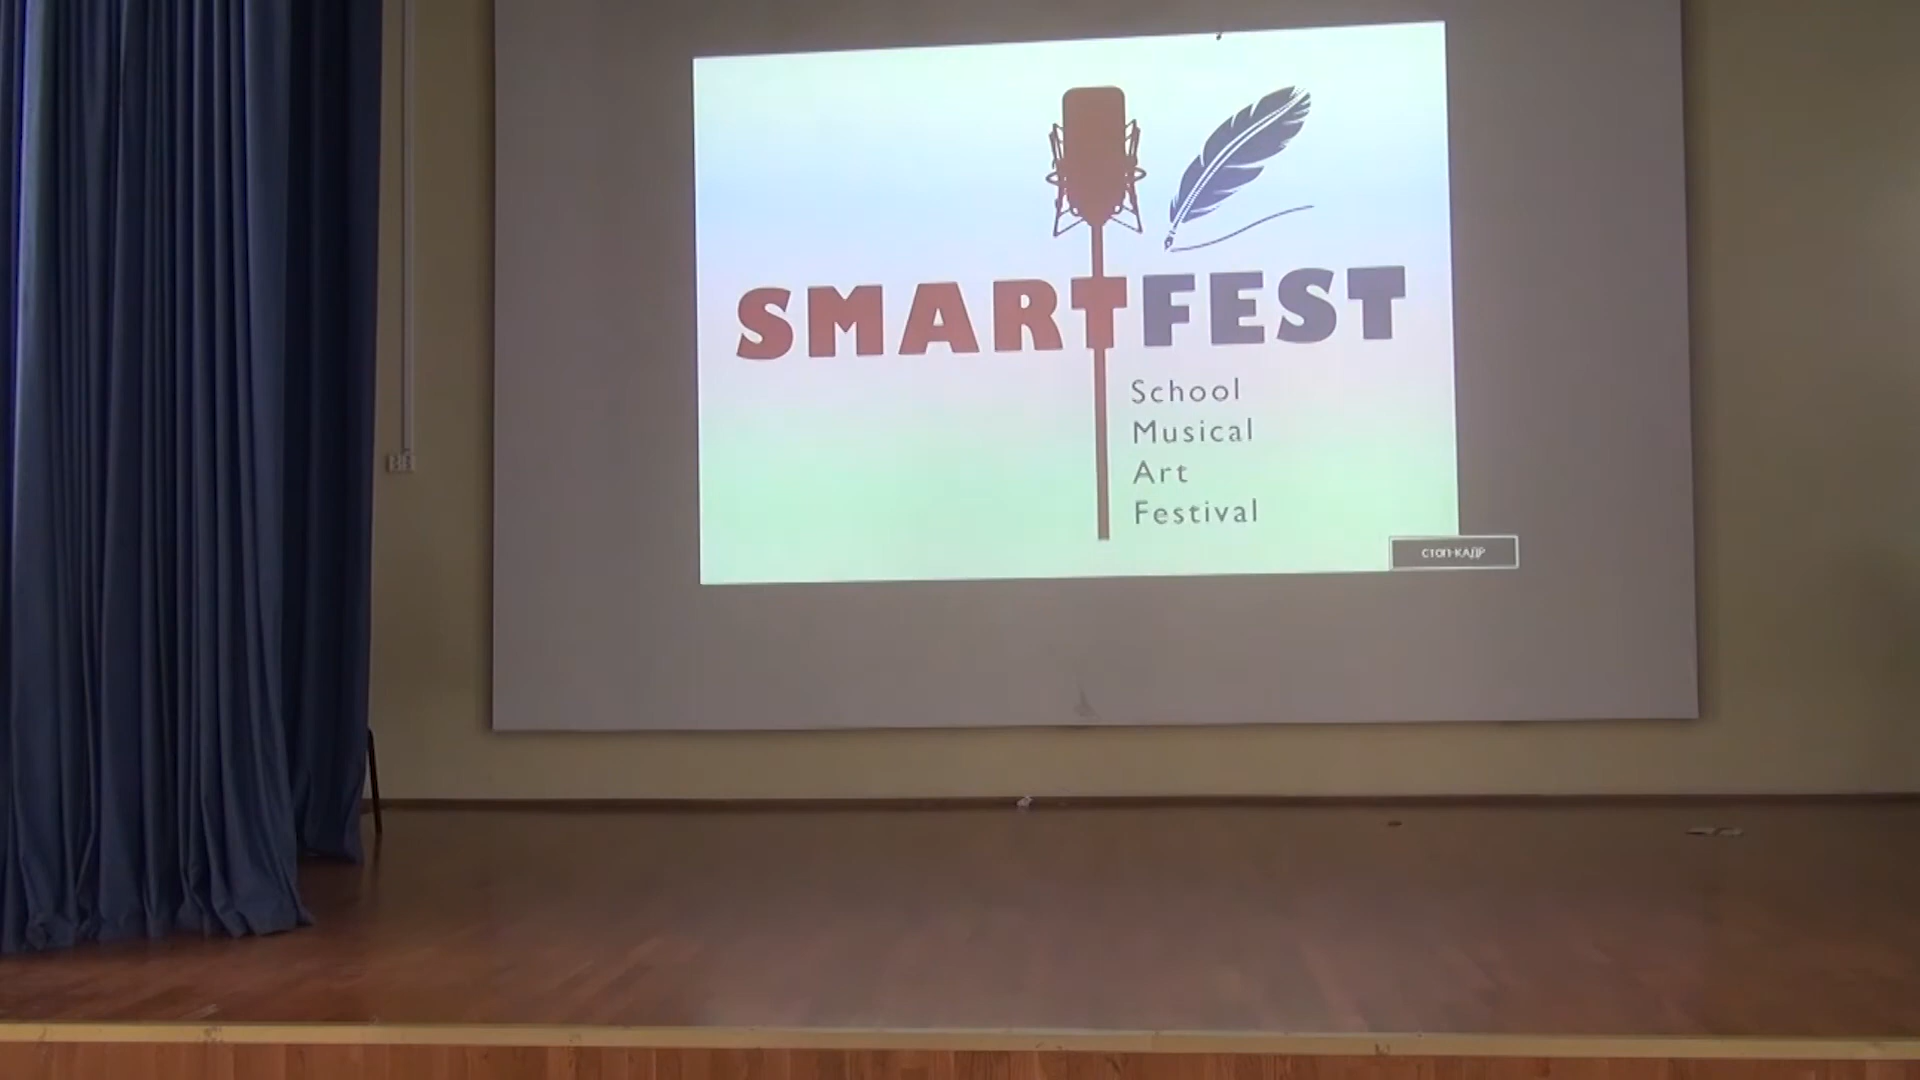 SMARTFEST
School
Musical
Art
Festival
СТОП-КАДР